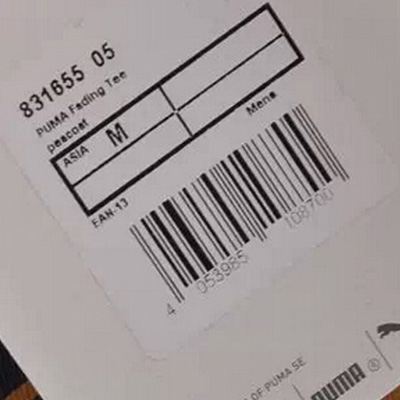 831655 05
PUMA Fading Tee
peacoat
ASIA M
Mens
EAN-13
4 053985 108700
OF PUMA SE
PUMA ®